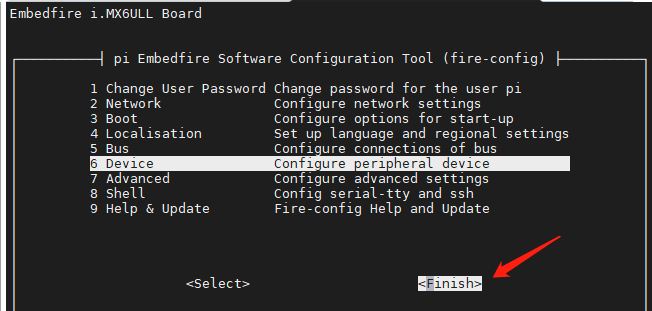 Embedfire i.MX6ULL Board
pi Embedfire Software Configuration Tool (fire-config)
1 Change User Password Change password for the user pi
2 Network Configure network settings
3 Boot Configure options for start-up
4 Localisation Set up language and regional settings
5 Bus Configure connections of bus
6 Device Configure peripheral device
7 Advanced Configure advanced settings
8 Shell Config serial-tty and ssh
9 Help & Update Fire-config Help and Update
<Select> <Finish>